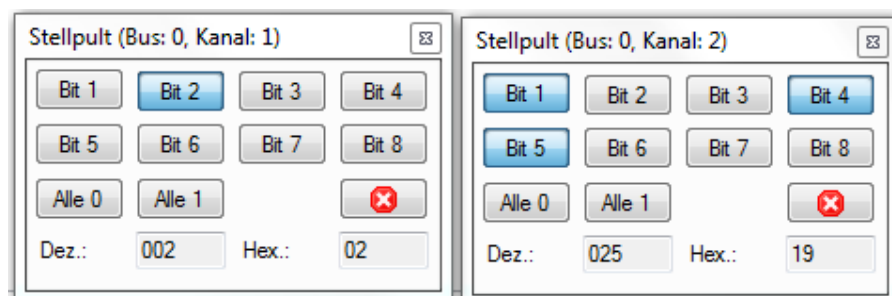 Stellpult (Bus: 0, Kanal: 1)
Bit 1 Bit 2 Bit 3 Bit 4
Bit 5 Bit 6 Bit 7 Bit 8
Alle 0 Alle 1
Dez.: 002 Hex.: 02
Stellpult (Bus: 0, Kanal: 2)
Bit 1 Bit 2 Bit 3 Bit 4
Bit 5 Bit 6 Bit 7 Bit 8
Alle 0 Alle 1
Dez.: 025 Hex.: 19